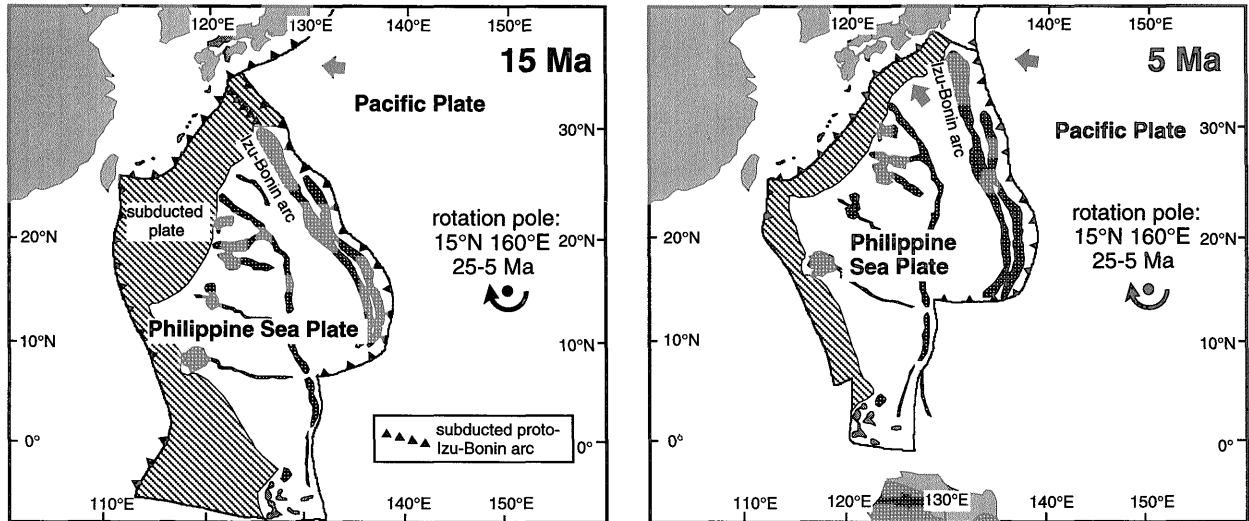 120°E
130°E
140°E
150°E
15 Ma
Pacific Plate
30°N
Izu-Bonin
arc
subducted
plate
rotation pole:
15°N 160°E
25-5 Ma
20°N
20°N
Philippine Sea Plate
10°N
10°N
subducted proto-
Izu-Bonin arc
0°
0°
110°E
120°E
130°E
140°E
150°E
120°E
130°E
140°E
150°E
5 Ma
Izu-Bonin
arc
Pacific Plate
30°N
rotation pole:
15°N 160°E
25-5 Ma
20°N
20°N
Philippine
Sea Plate
10°N
10°N
0°
0°
110°E
120°E
130°E
140°E
150°E